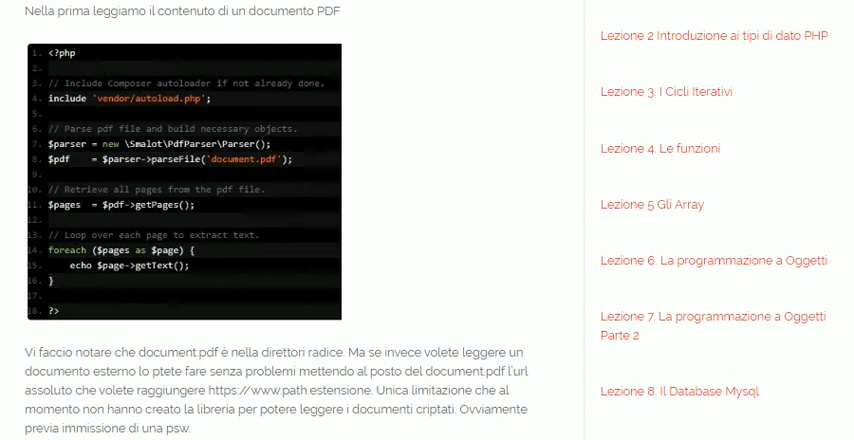 Nella prima leggiamo il contenuto di un documento PDF
1. <?php
2.
3. // Include Composer autoloader if not already done.
4. include 'vendor/autoload.php';
5.
6. // Parse pdf file and build necessary objects.
7. $parser = new \Smalot\PdfParser\Parser();
8. $pdf    = $parser->parseFile('document.pdf');
9.
10. // Retrieve all pages from the pdf file.
11. $pages  = $pdf->getPages();
12.
13. // Loop over each page to extract text.
14. foreach ($pages as $page) {
15.     echo $page->getText();
16. }
17.
18. ?>
Vi faccio notare che document.pdf è nella direttori radice. Ma se invece volete leggere un
documento esterno lo ptete fare senza problemi mettendo al posto del document.pdf l'url
assoluto che volete raggiungere https://www.path.estensione. Unica limitazione che al
momento non hanno creato la libreria per potere leggere i documenti criptati. Ovviamente
previa immissione di una psw.
Lezione 2 Introduzione ai tipi di dato PHP
Lezione 3. I Cicli Iterativi
Lezione 4. Le funzioni
Lezione 5 Gli Array
Lezione 6. La programmazione a Oggetti
Lezione 7. La programmazione a Oggetti
Parte 2
Lezione 8. Il Database Mysql